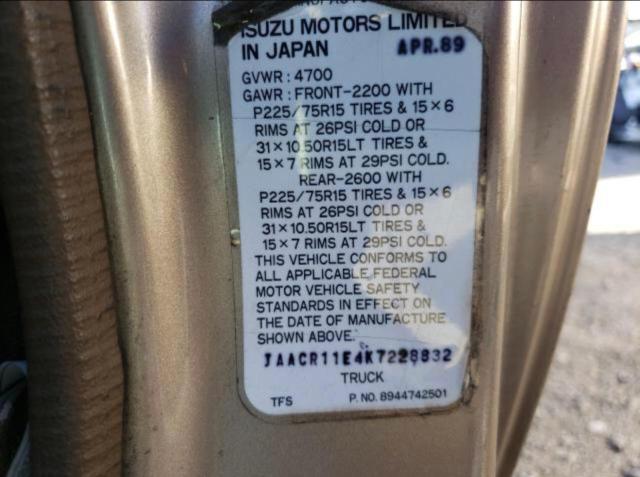 ISUZU MOTORS LIMITED
IN JAPAN APR.89
GVWR : 4700
GAWR : FRONT-2200 WITH
P225/75R15 TIRES & 15×6
RIMS AT 26PSI COLD OR
31×10.50R15LT TIRES &
15×7 RIMS AT 29PSI COLD.
REAR-2600 WITH
P225/75R15 TIRES & 15×6
RIMS AT 26PSI COLD OR
31×10.50R15LT TIRES &
15×7 RIMS AT 29PSI COLD.
THIS VEHICLE CONFORMS TO
ALL APPLICABLE FEDERAL
MOTOR VEHICLE SAFETY
STANDARDS IN EFFECT ON
THE DATE OF MANUFACTURE
SHOWN ABOVE.
JAACR11E4K7228832
TRUCK
TFS P. NO. 8944742501